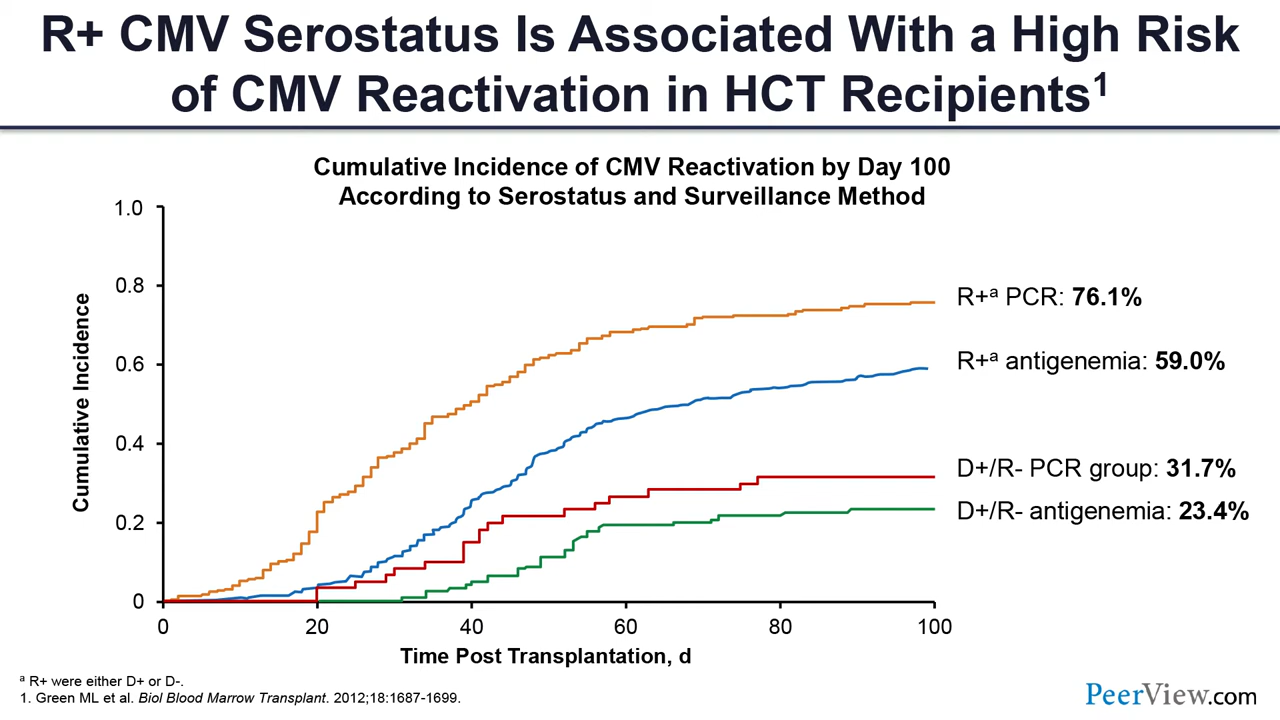 R+ CMV Serostatus Is Associated With a High Risk
of CMV Reactivation in HCT Recipients¹
Cumulative Incidence of CMV Reactivation by Day 100
According to Serostatus and Surveillance Method
Cumulative Incidence
1.0
0.8
0.6
0.4
0.2
0
R+ᵃ PCR: 76.1%
R+ᵃ antigenemia: 59.0%
D+/R- PCR group: 31.7%
D+/R- antigenemia: 23.4%
0 20 40 60 80 100
Time Post Transplantation, d
ᵃ R+ were either D+ or D-.
1. Green ML et al. Biol Blood Marrow Transplant. 2012;18:1687-1699.
PeerView.com